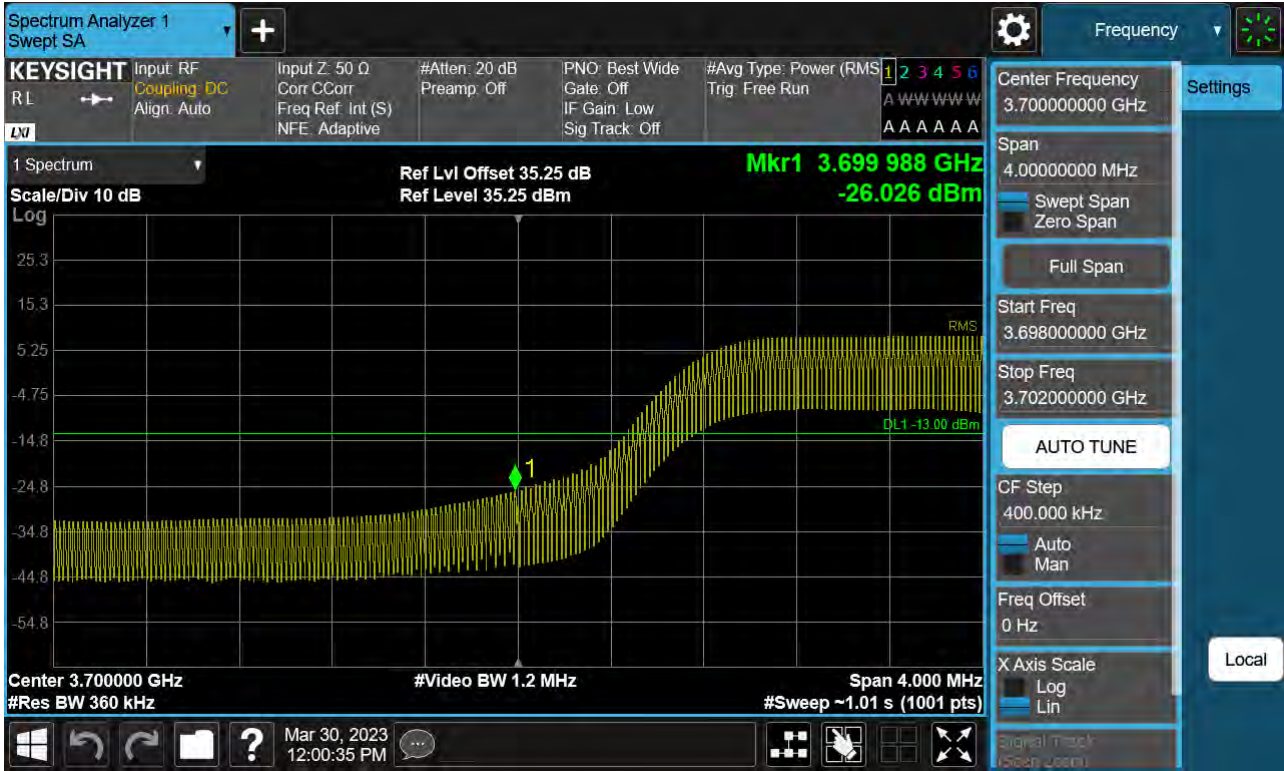 Spectrum Analyzer 1
Swept SA
Frequency
KEYSIGHT
R L
LXI
Input: RF
Coupling: DC
Align: Auto
Input Z: 50 Ω
Corr CCorr
Freq Ref: Int (S)
NFE: Adaptive
#Atten: 20 dB
Preamp: Off
PNO: Best Wide
Gate: Off
IF Gain: Low
Sig Track: Off
#Avg Type: Power (RMS
Trig: Free Run
1 2 3 4 5 6
A W W W W W
A A A A A A
1 Spectrum
Scale/Div 10 dB
Log
Ref Lvl Offset 35.25 dB
Ref Level 35.25 dBm
Mkr1 3.699 988 GHz
-26.026 dBm
25.3
15.3
5.25
-4.75
-14.8
-24.8
-34.8
-44.8
-54.8
RMS
DL1 -13.00 dBm
1
Center 3.700000 GHz
#Res BW 360 kHz
#Video BW 1.2 MHz
Span 4.000 MHz
#Sweep ~1.01 s (1001 pts)
Mar 30, 2023
12:00:35 PM
Center Frequency
3.700000000 GHz
Settings
Span
4.00000000 MHz
Swept Span
Zero Span
Full Span
Start Freq
3.698000000 GHz
Stop Freq
3.702000000 GHz
AUTO TUNE
CF Step
400.000 kHz
Auto
Man
Freq Offset
0 Hz
X Axis Scale
Log
Lin
Local
Signal Track
(Span Zoom)